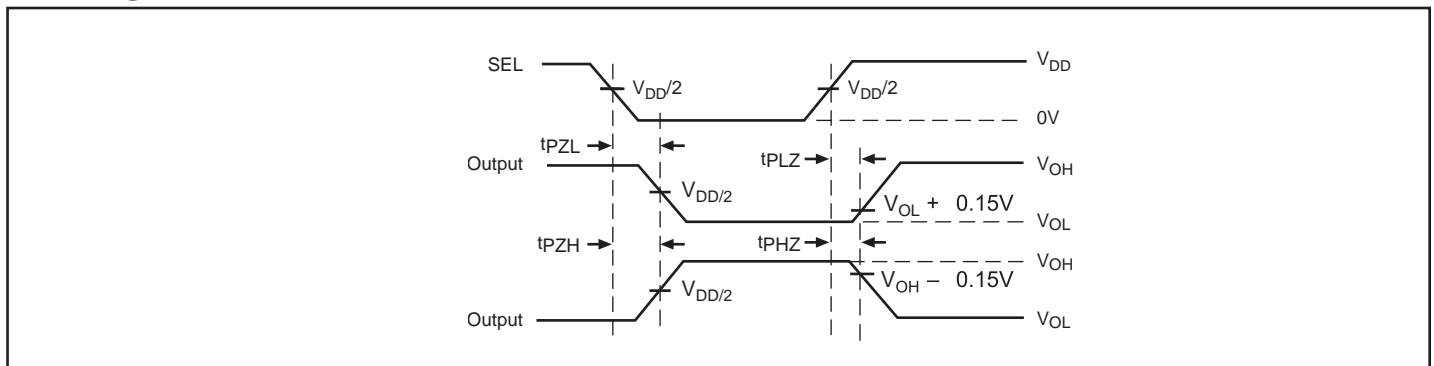 SEL
V_DD/2
V_DD/2
V_DD
0V
tPZL
tPLZ
Output
V_DD/2
V_OH
V_OL + 0.15V
V_OL
tPZH
tPHZ
V_OH
V_DD/2
V_OH – 0.15V
Output
V_OL